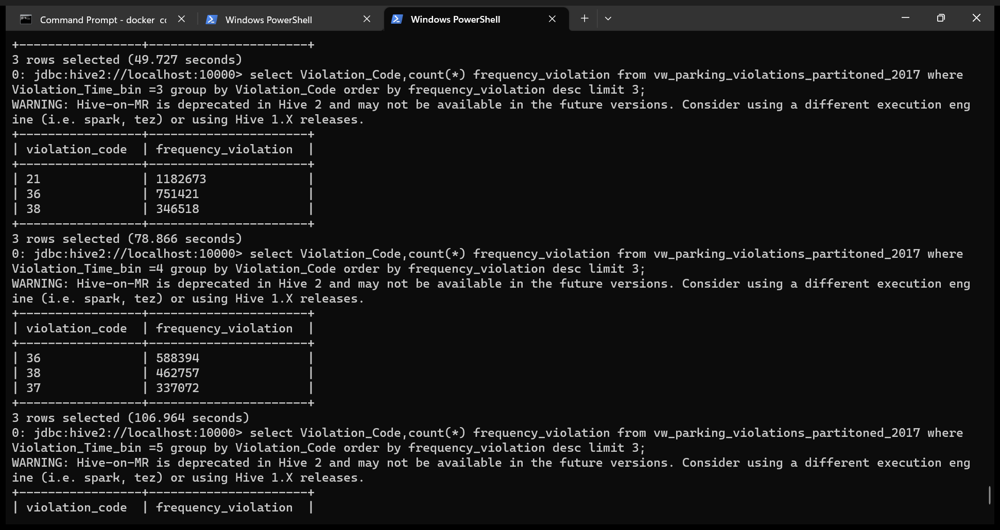 Command Prompt - docker cc
Windows PowerShell
Windows PowerShell
+-----------------+----------------------+
3 rows selected (49.727 seconds)
0: jdbc:hive2://localhost:10000> select Violation_Code,count(*) frequency_violation from vw_parking_violations_partitoned_2017 where
Violation_Time_bin =3 group by Violation_Code order by frequency_violation desc limit 3;
WARNING: Hive-on-MR is deprecated in Hive 2 and may not be available in the future versions. Consider using a different execution eng
ine (i.e. spark, tez) or using Hive 1.X releases.
+-----------------+----------------------+
| violation_code  | frequency_violation  |
+-----------------+----------------------+
| 21              | 1182673              |
| 36              | 751421               |
| 38              | 346518               |
+-----------------+----------------------+
3 rows selected (78.866 seconds)
0: jdbc:hive2://localhost:10000> select Violation_Code,count(*) frequency_violation from vw_parking_violations_partitoned_2017 where
Violation_Time_bin =4 group by Violation_Code order by frequency_violation desc limit 3;
WARNING: Hive-on-MR is deprecated in Hive 2 and may not be available in the future versions. Consider using a different execution eng
ine (i.e. spark, tez) or using Hive 1.X releases.
+-----------------+----------------------+
| violation_code  | frequency_violation  |
+-----------------+----------------------+
| 36              | 588394               |
| 38              | 462757               |
| 37              | 337072               |
+-----------------+----------------------+
3 rows selected (106.964 seconds)
0: jdbc:hive2://localhost:10000> select Violation_Code,count(*) frequency_violation from vw_parking_violations_partitoned_2017 where
Violation_Time_bin =5 group by Violation_Code order by frequency_violation desc limit 3;
WARNING: Hive-on-MR is deprecated in Hive 2 and may not be available in the future versions. Consider using a different execution eng
ine (i.e. spark, tez) or using Hive 1.X releases.
+-----------------+----------------------+
| violation_code  | frequency_violation  |